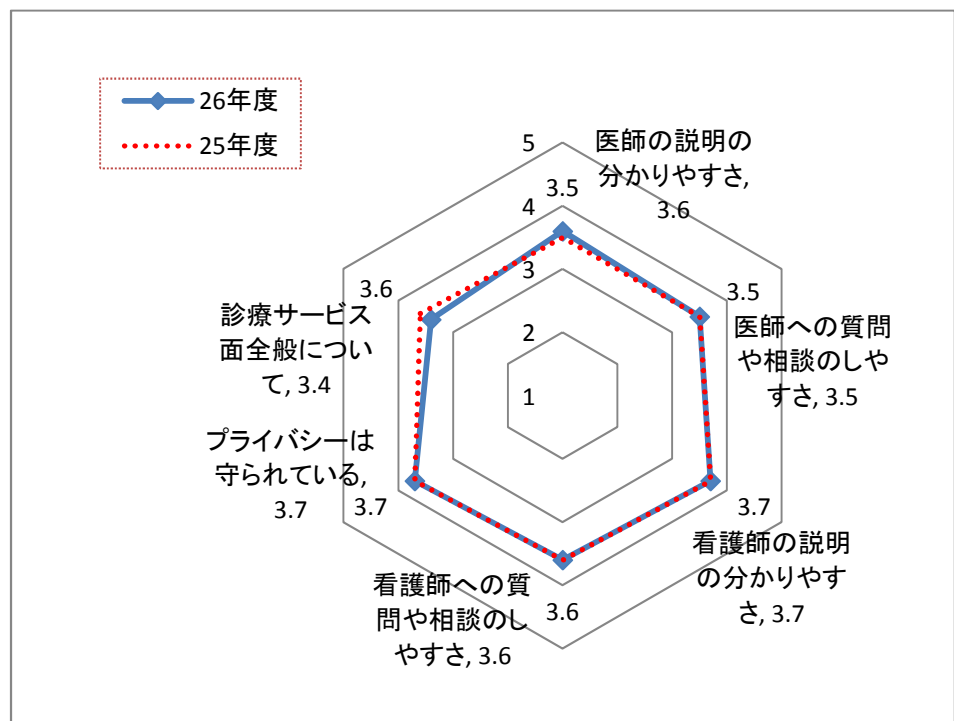 26年度
25年度
5
4
3
2
1
医師の説明の
分かりやすさ,
3.6
3.5
3.5
医師への質問
や相談のしや
すさ, 3.5
3.7
看護師の説明
の分かりやす
さ, 3.7
3.6
看護師への質
問や相談のし
やすさ, 3.6
3.7
プライバシーは
守られている,
3.7
3.6
診療サービス
面全般につい
て, 3.4